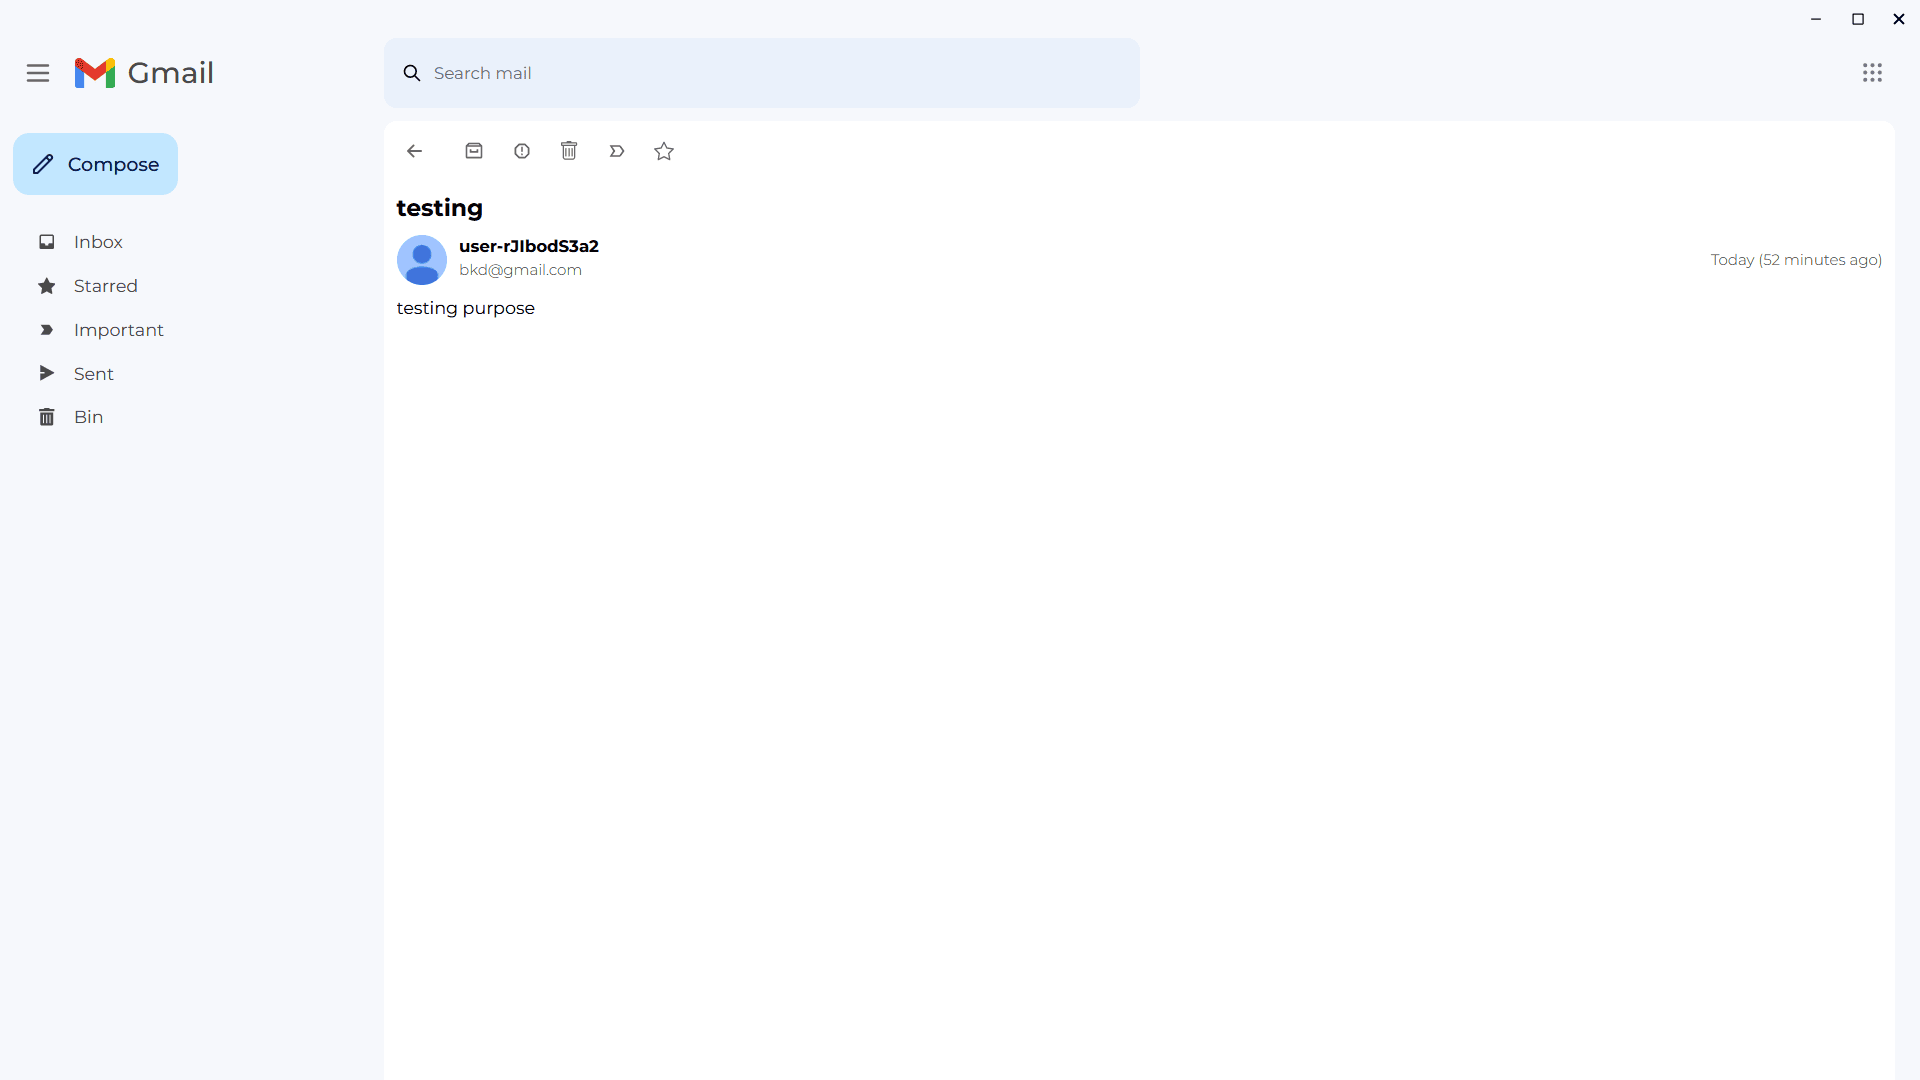 Gmail
Search mail
Compose
Inbox
Starred
Important
Sent
Bin
testing
user-rJIbodS3a2
bkd@gmail.com
Today (52 minutes ago)
testing purpose